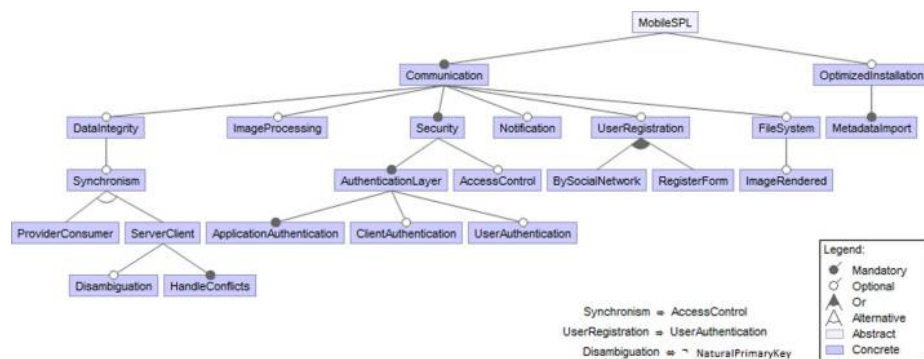 MobileSPL
Communication OptimizedInstallation
DataIntegrity ImageProcessing Security Notification UserRegistration FileSystem MetadataImport
Synchronism AuthenticationLayer AccessControl BySocialNetwork RegisterForm ImageRendered
ProviderConsumer ServerClient ApplicationAuthentication ClientAuthentication UserAuthentication
Disambiguation HandleConflicts
Legend:
Mandatory
Optional
Or
Alternative
Abstract
Concrete
Synchronism ⇒ AccessControl
UserRegistration ⇒ UserAuthentication
Disambiguation ⇔ ¬ NaturalPrimaryKey